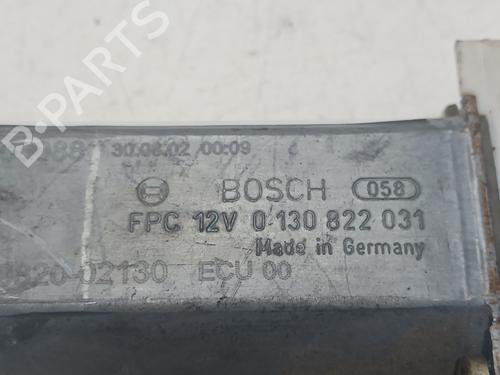 30.08.02 00:09
BOSCH 058
FPC 12V 0 130 822 031
Made in Germany
820-02130 ECU 00